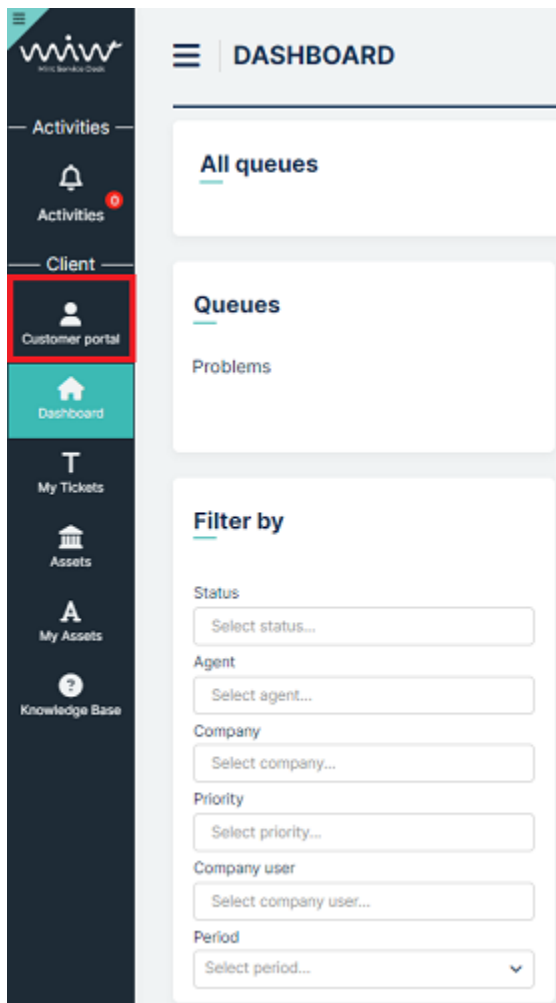 miw
Mint Service Desk
DASHBOARD
Activities
0
Activities
Client
Customer portal
Dashboard
My Tickets
Assets
My Assets
Knowledge Base
All queues
Queues
Problems
Filter by
Status
Select status...
Agent
Select agent...
Company
Select company...
Priority
Select priority...
Company user
Select company user...
Period
Select period...